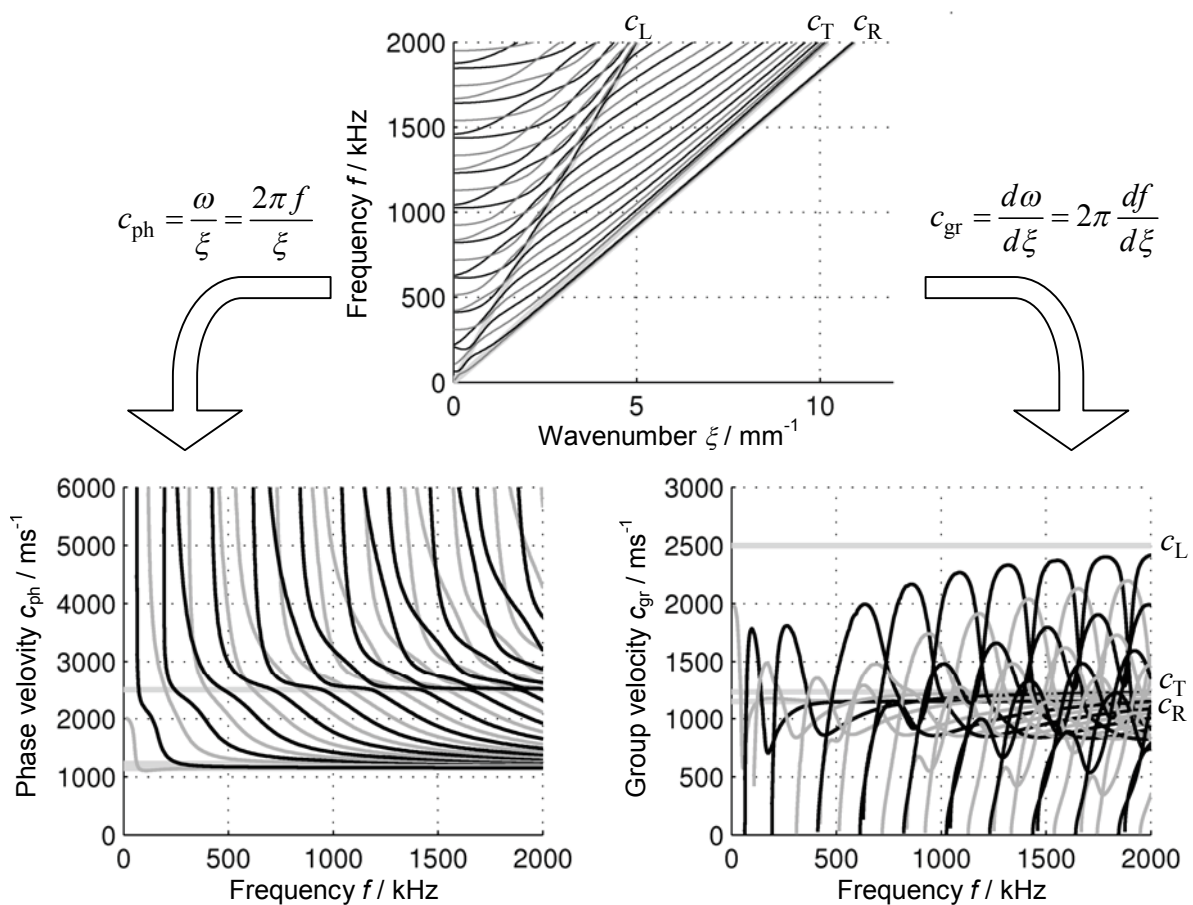 c_L c_T c_R
2000
1500
1000
500
0
Frequency f / kHz
0 5 10
Wavenumber ξ / mm⁻¹
c_ph = ω/ξ = 2π f/ξ
c_gr = dω/dξ = 2π df/dξ
6000
5000
4000
3000
2000
1000
0
Phase velovity c_ph / ms⁻¹
0 500 1000 1500 2000
Frequency f / kHz
3000
2500
2000
1500
1000
500
0
Group velocity c_gr / ms⁻¹
c_L
c_T
c_R
0 500 1000 1500 2000
Frequency f / kHz